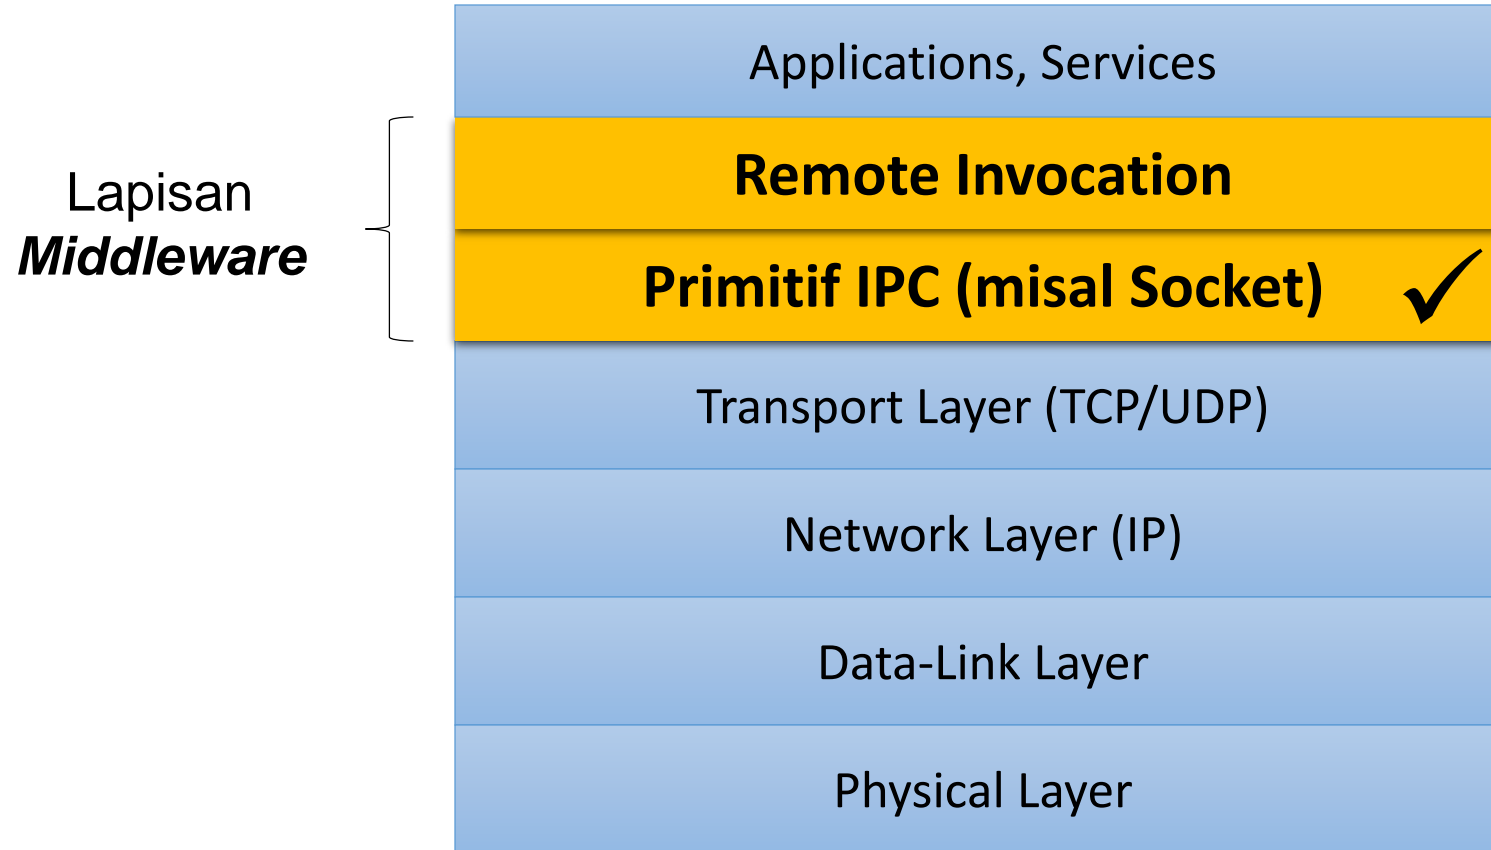 Applications, Services
Lapisan
Middleware
Remote Invocation
Primitif IPC (misal Socket)
Transport Layer (TCP/UDP)
Network Layer (IP)
Data-Link Layer
Physical Layer